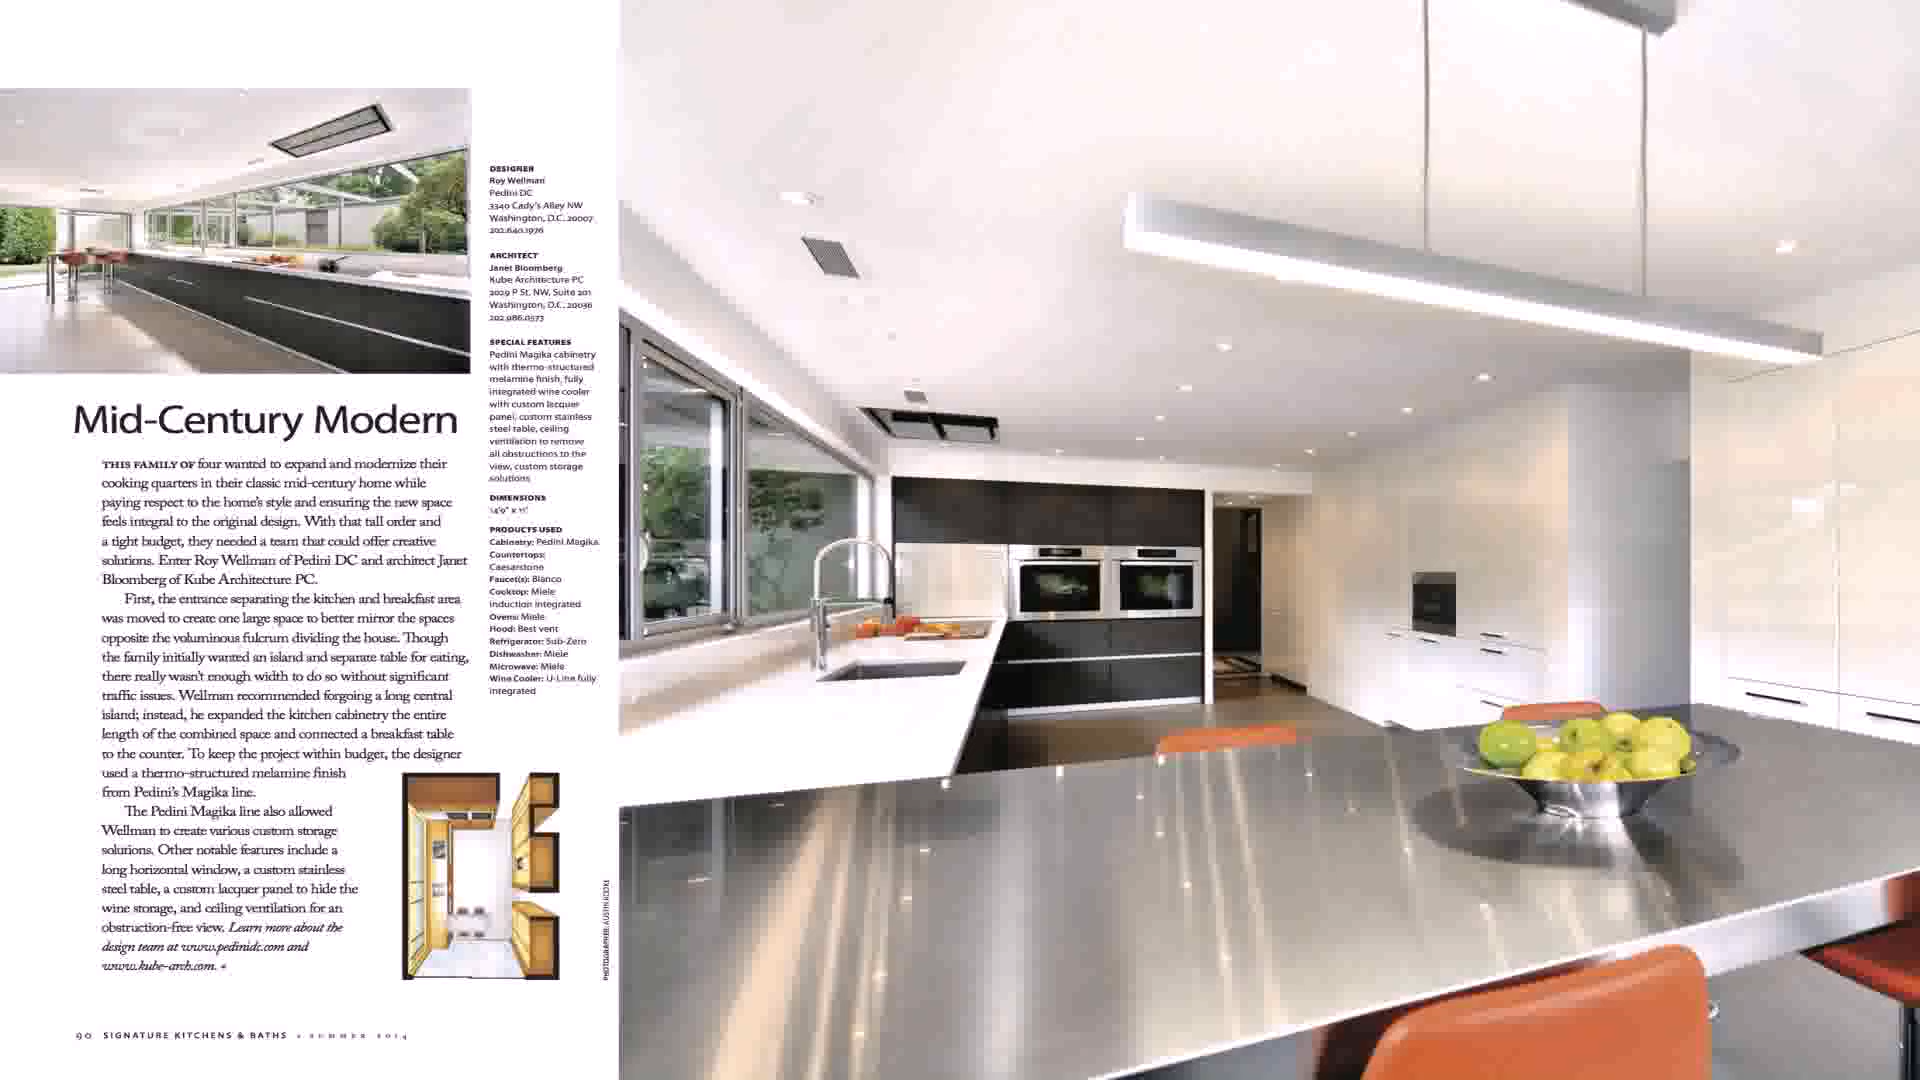 Mid-Century Modern
THIS FAMILY OF four wanted to expand and modernize their
cooking quarters in their classic mid-century home while
paying respect to the home's style and ensuring the new space
feels integral to the original design. With that tall order and
a tight budget, they needed a team that could offer creative
solutions. Enter Roy Wellman of Pedini DC and architect Janet
Bloomberg of Kube Architecture PC.
First, the entrance separating the kitchen and breakfast area
was moved to create one large space to better mirror the spaces
opposite the voluminous fulcrum dividing the house. Though
the family initially wanted an island and separate table for eating,
there really wasn't enough width to do so without significant
traffic issues. Wellman recommended forgoing a long central
island; instead, he expanded the kitchen cabinetry the entire
length of the combined space and connected a breakfast table
to the counter. To keep the project within budget, the designer
used a thermo-structured melamine finish
from Pedini's Magika line.
The Pedini Magika line also allowed
Wellman to create various custom storage
solutions. Other notable features include a
long horizontal window, a custom stainless
steel table, a custom lacquer panel to hide the
wine storage, and ceiling ventilation for an
obstruction-free view. Learn more about the
design team at www.pedinidc.com and
www.kube-arch.com.
DESIGNER
Roy Wellman
Pedini DC
3340 Cady's Alley NW
Washington, D.C. 20007
202.640.1976
ARCHITECT
Janet Bloomberg
Kube Architecture PC
2029 P St. NW, Suite 201
Washington, D.C. 20036
202.986.0573
SPECIAL FEATURES
Pedini Magika cabinetry
with thermo-structured
melamine finish, fully
integrated wine cooler
with custom lacquer
panel, custom stainless
steel table, ceiling
ventilation to remove
all obstructions to the
view, custom storage
solutions
DIMENSIONS
PRODUCTS USED
Cabinetry: Pedini Magika
Countertops:
Caesarstone
Faucet(s): Blanco
Cooktop: Miele
induction integrated
Ovens: Miele
Hood: Best vent
Refrigerator: Sub-Zero
Dishwasher: Miele
Microwave: Miele
Wine Cooler: U-Line fully
integrated
PHOTOGRAPHER: AUSTIN
90 SIGNATURE KITCHENS & BATHS • SUMMER 2014